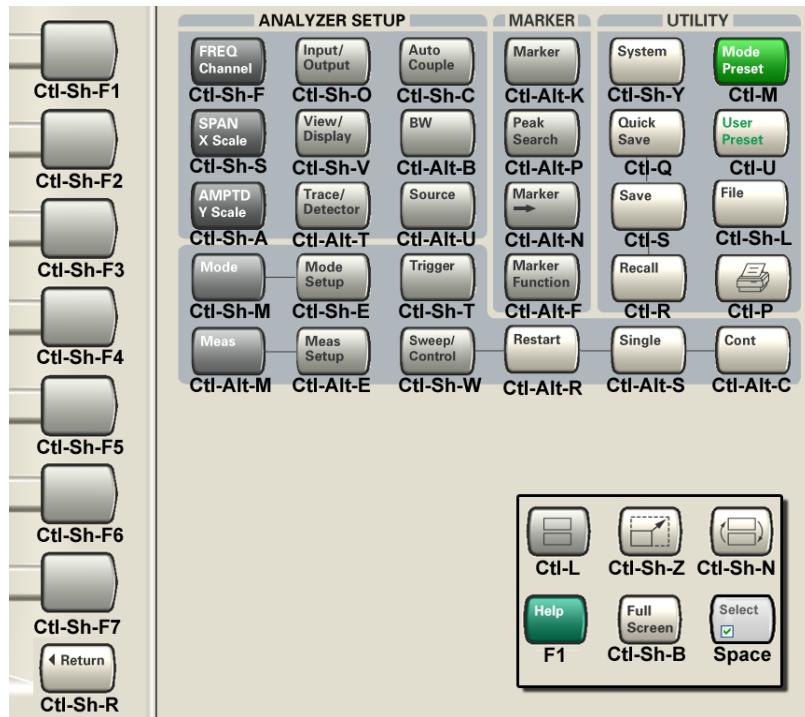 ANALYZER SETUP MARKER UTILITY
FREQ Channel Input/ Output Auto Couple Marker System Mode Preset
Ctl-Sh-F1 Ctl-Sh-F Ctl-Sh-O Ctl-Sh-C Ctl-Alt-K Ctl-Sh-Y Ctl-M
SPAN X Scale View/ Display BW Peak Search Quick Save User Preset
Ctl-Sh-F2 Ctl-Sh-S Ctl-Sh-V Ctl-Alt-B Ctl-Alt-P Ctl-Q Ctl-U
AMPTD Y Scale Trace/ Detector Source Marker Save File
Ctl-Sh-A Ctl-Alt-T Ctl-Alt-U Ctl-Alt-N Ctl-S Ctl-Sh-L
Ctl-Sh-F3 Mode Mode Setup Trigger Marker Function Recall
Ctl-Sh-M Ctl-Sh-E Ctl-Sh-T Ctl-Alt-F Ctl-R Ctl-P
Ctl-Sh-F4 Meas Meas Setup Sweep/ Control Restart Single Cont
Ctl-Alt-M Ctl-Alt-E Ctl-Sh-W Ctl-Alt-R Ctl-Alt-S Ctl-Alt-C
Ctl-Sh-F5
Ctl-Sh-F6
Ctl-L Ctl-Sh-Z Ctl-Sh-N
Help Full Screen Select
Ctl-Sh-F7
F1 Ctl-Sh-B Space
Return
Ctl-Sh-R